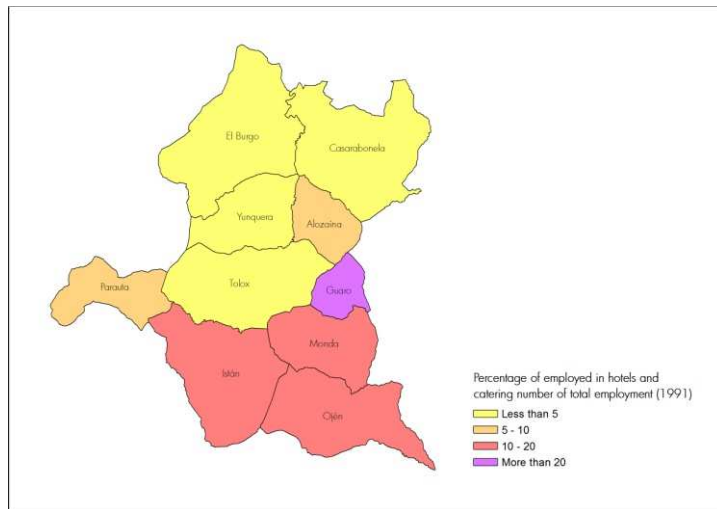 El Burgo
Casarabonela
Yunquera
Alozaina
Parauta
Tolox
Guaro
Monda
Istán
Ojén
Percentage of employed in hotels and
catering number of total employment (1991)
Less than 5
5 - 10
10 - 20
More than 20